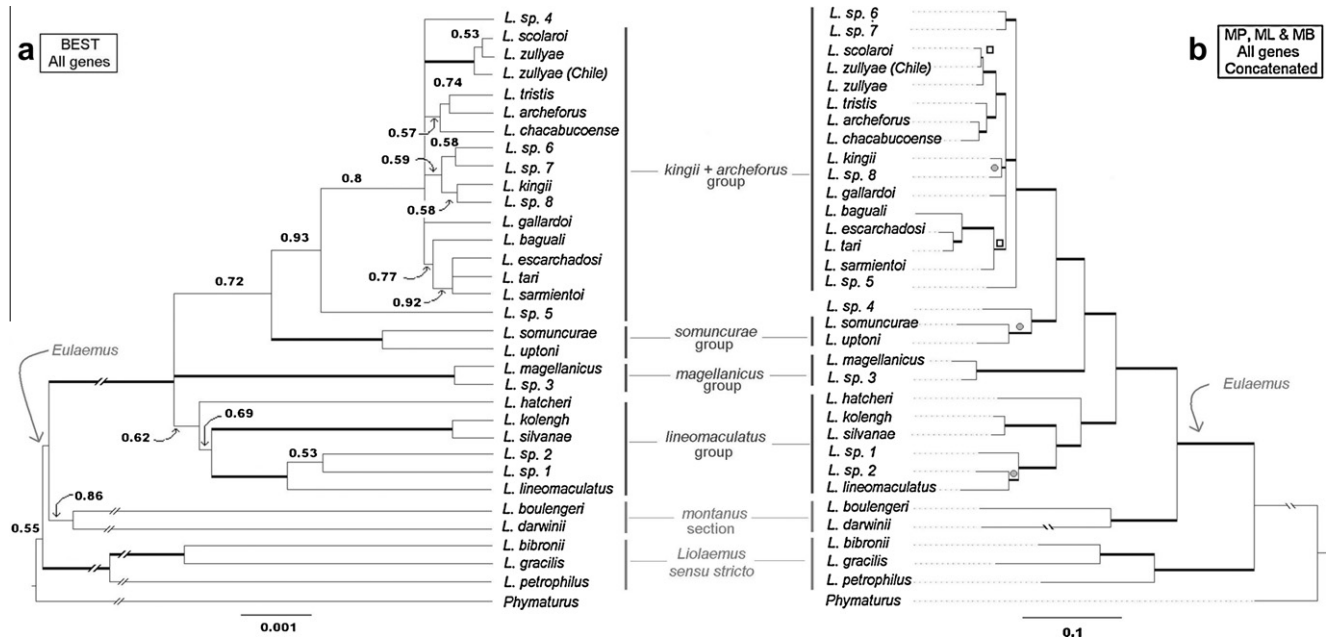 a
BEST
All genes
L. sp. 4
L. scolaroi
L. zullyae
L. zullyae (Chile)
L. tristis
L. archeforus
L. chacabucoense
L. sp. 6
L. sp. 7
L. kingii
L. sp. 8
L. gallardoi
L. baguali
L. escarchadosi
L. tari
L. sarmientoi
L. sp. 5
L. somuncurae
L. uptoni
L. magellanicus
L. sp. 3
L. hatcheri
L. kolengh
L. silvanae
L. sp. 2
L. sp. 1
L. lineomaculatus
L. boulengeri
L. darwinii
L. bibronii
L. gracilis
L. petrophilus
Phymaturus
0.53
0.74
0.57
0.58
0.59
0.58
0.8
0.93
0.77
0.92
0.72
Eulaemus
0.69
0.62
0.53
0.86
0.55
0.001
kingii + archeforus
group
somuncurae
group
magellanicus
group
lineomaculatus
group
montanus
section
Liolaemus
sensu stricto
b
MP, ML & MB
All genes
Concatenated
L. sp. 6
L. sp. 7
L. scolaroi
L. zullyae (Chile)
L. zullyae
L. tristis
L. archeforus
L. chacabucoense
L. kingii
L. sp. 8
L. gallardoi
L. baguali
L. escarchadosi
L. tari
L. sarmientoi
L. sp. 5
L. sp. 4
L. somuncurae
L. uptoni
L. magellanicus
L. sp. 3
L. hatcheri
L. kolengh
L. silvanae
L. sp. 1
L. sp. 2
L. lineomaculatus
L. boulengeri
L. darwinii
L. bibronii
L. gracilis
L. petrophilus
Phymaturus
Eulaemus
0.1